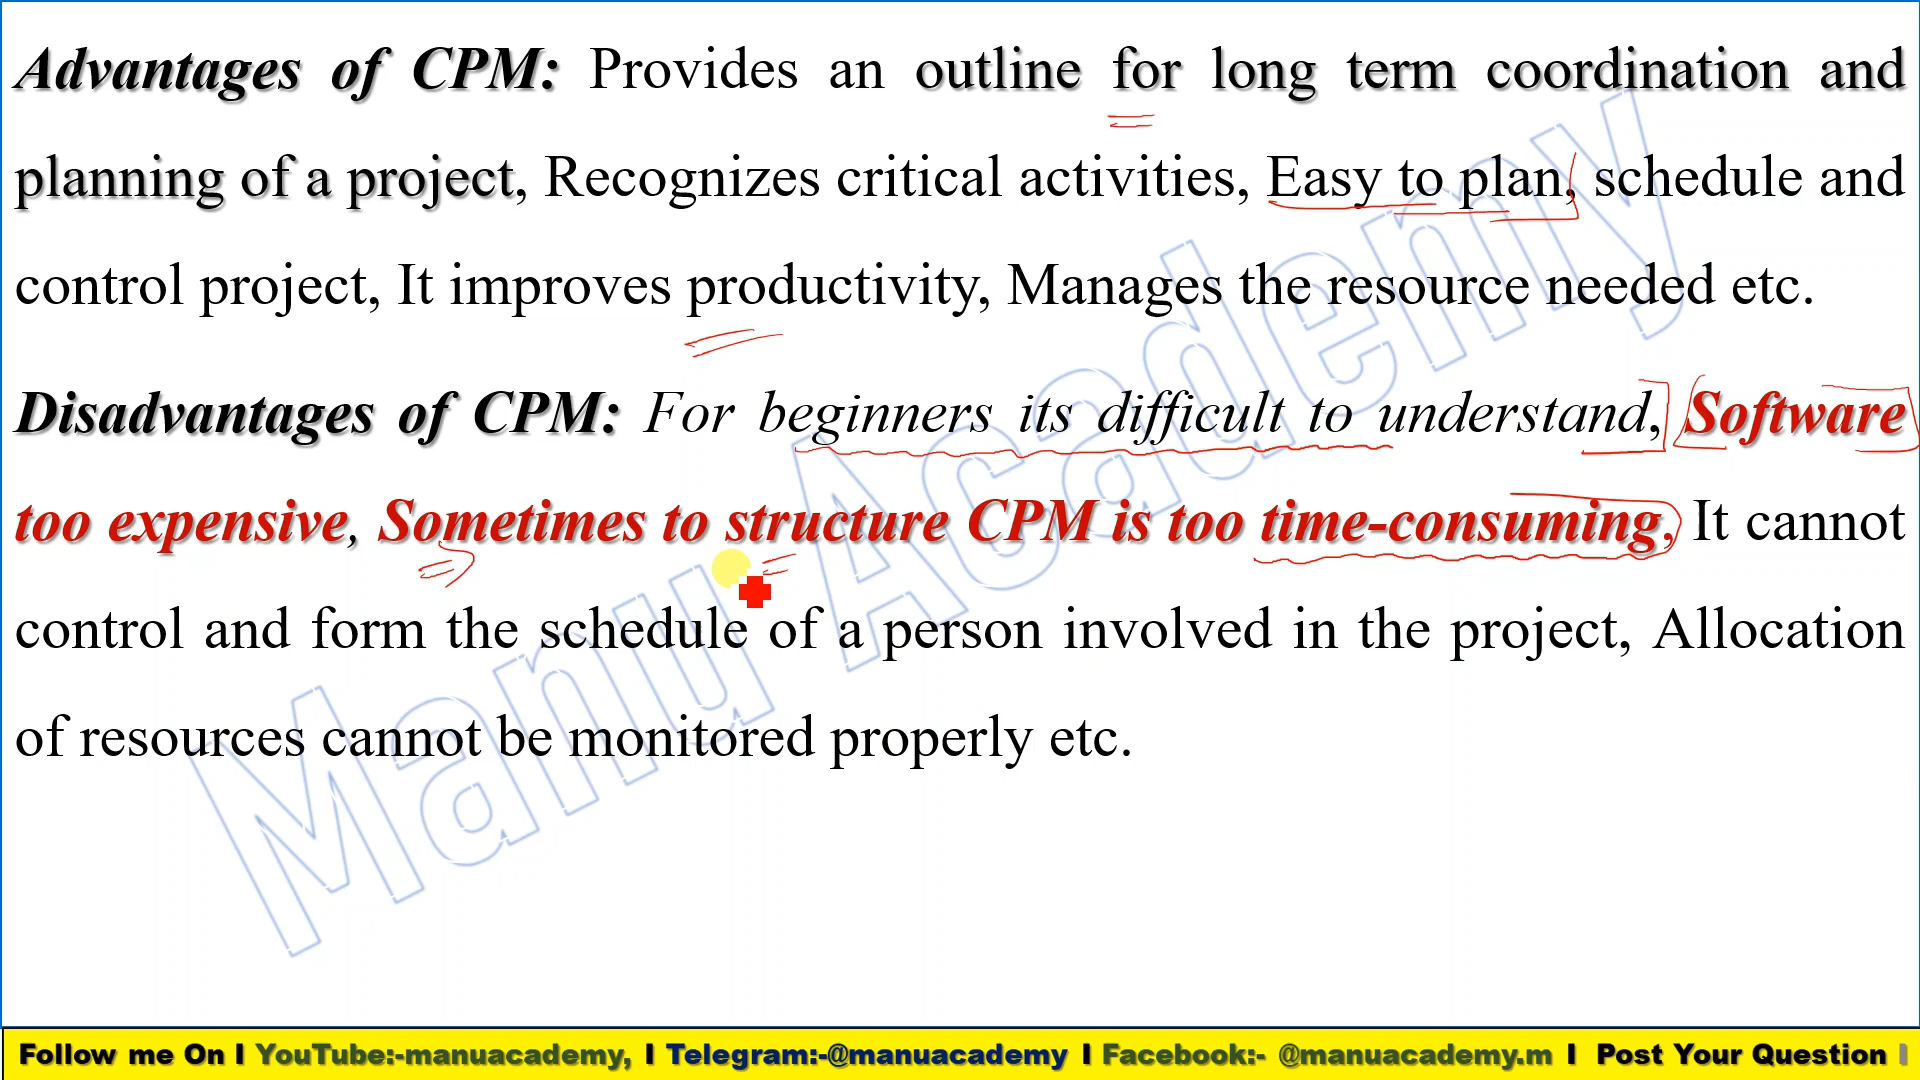 Advantages of CPM: Provides an outline for long term coordination and
planning of a project, Recognizes critical activities, Easy to plan, schedule and
control project, It improves productivity, Manages the resource needed etc.
Disadvantages of CPM: For beginners its difficult to understand, Software
too expensive, Sometimes to structure CPM is too time-consuming, It cannot
control and form the schedule of a person involved in the project, Allocation
of resources cannot be monitored properly etc.
Manu Academy
Follow me On I YouTube:-manuacademy, I Telegram:-@manuacademy I Facebook:- @manuacademy.m I Post Your Question I